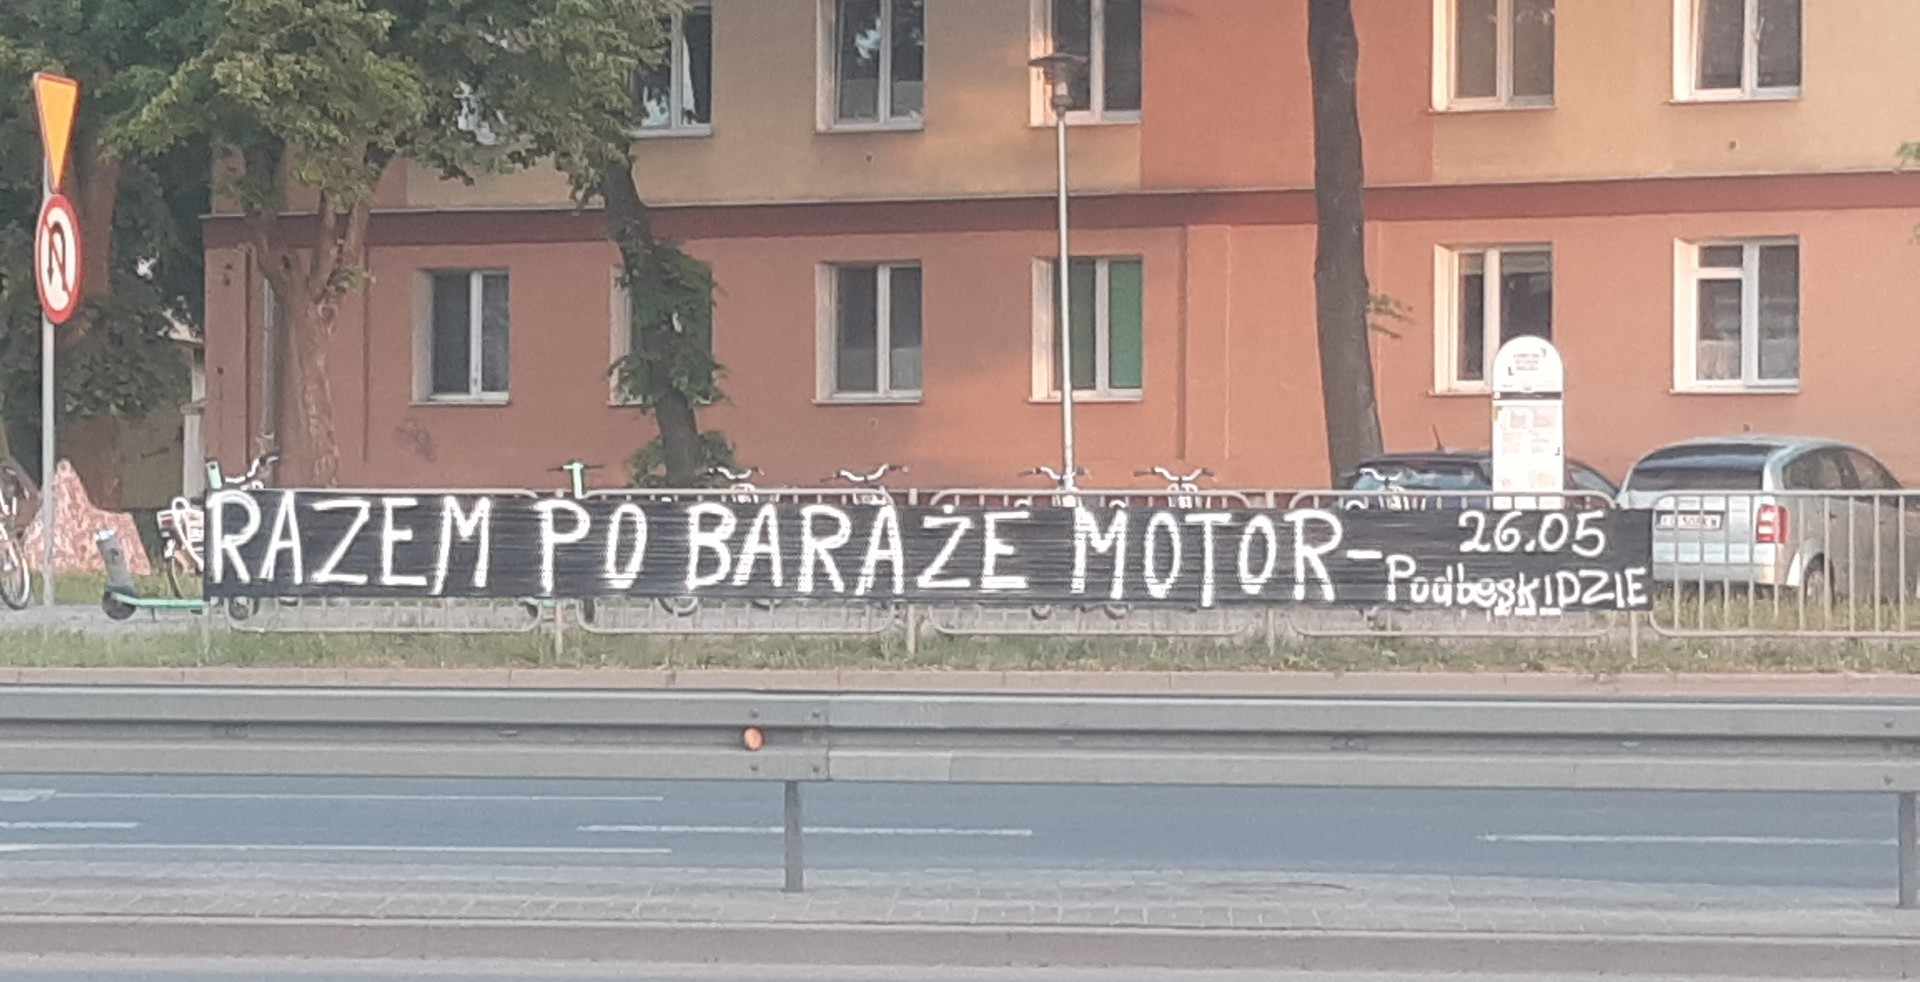 RAZEM PO BARAŻE MOTOR-
26.05
PodbeskIDZIE